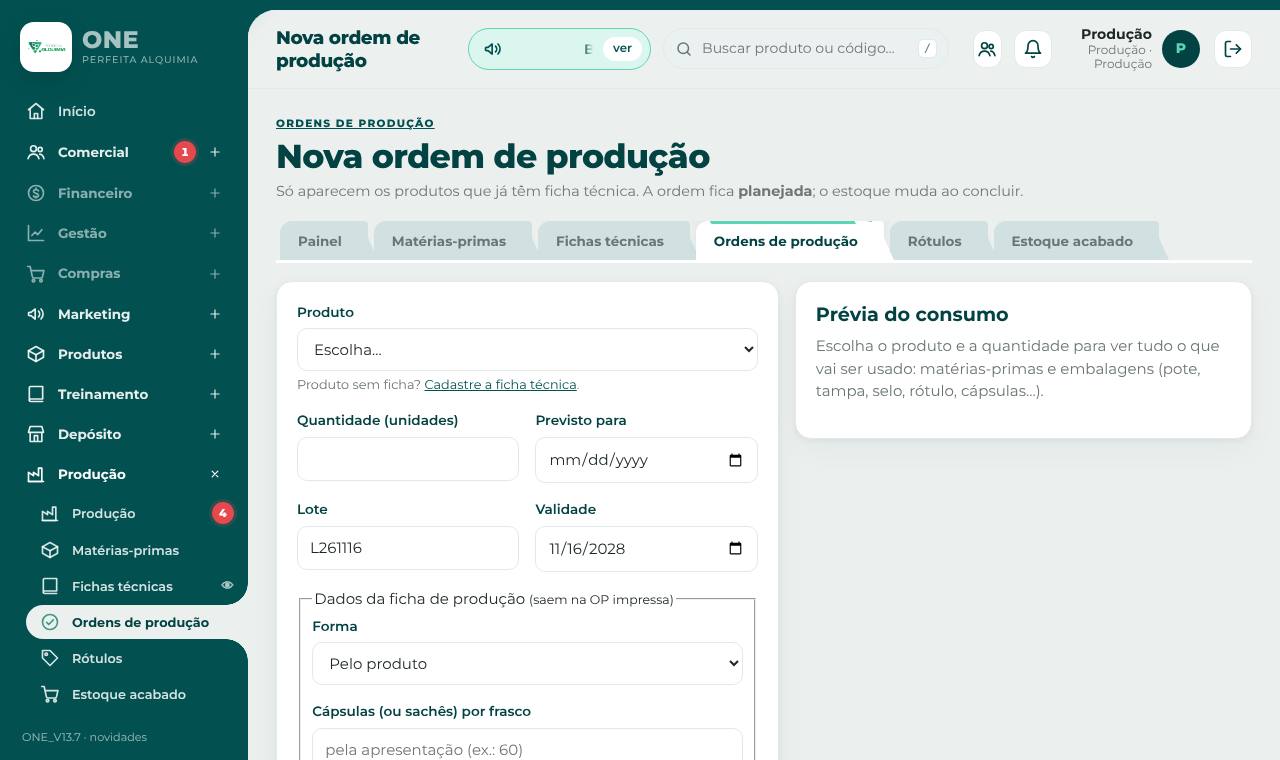 ONE
PERFEITA ALQUIMIA
Início
Comercial 1 +
Financeiro +
Gestão +
Compras +
Marketing +
Produtos +
Treinamento +
Depósito +
Produção ×
Produção 4
Matérias-primas
Fichas técnicas
Ordens de produção
Rótulos
Estoque acabado
ONE_V13.7 · novidades
Nova ordem de
produção
ver
Buscar produto ou código... /
Produção
Produção ·
Produção
P
ORDENS DE PRODUÇÃO
Nova ordem de produção
Só aparecem os produtos que já têm ficha técnica. A ordem fica planejada; o estoque muda ao concluir.
Painel
Matérias-primas
Fichas técnicas
Ordens de produção
Rótulos
Estoque acabado
Produto
Escolha...
Produto sem ficha? Cadastre a ficha técnica.
Quantidade (unidades)
Previsto para
mm/dd/yyyy
Lote
Validade
L261116
11/16/2028
Dados da ficha de produção (saem na OP impressa)
Forma
Pelo produto
Cápsulas (ou sachês) por frasco
pela apresentação (ex.: 60)
Prévia do consumo
Escolha o produto e a quantidade para ver tudo o que
vai ser usado: matérias-primas e embalagens (pote,
tampa, selo, rótulo, cápsulas...).